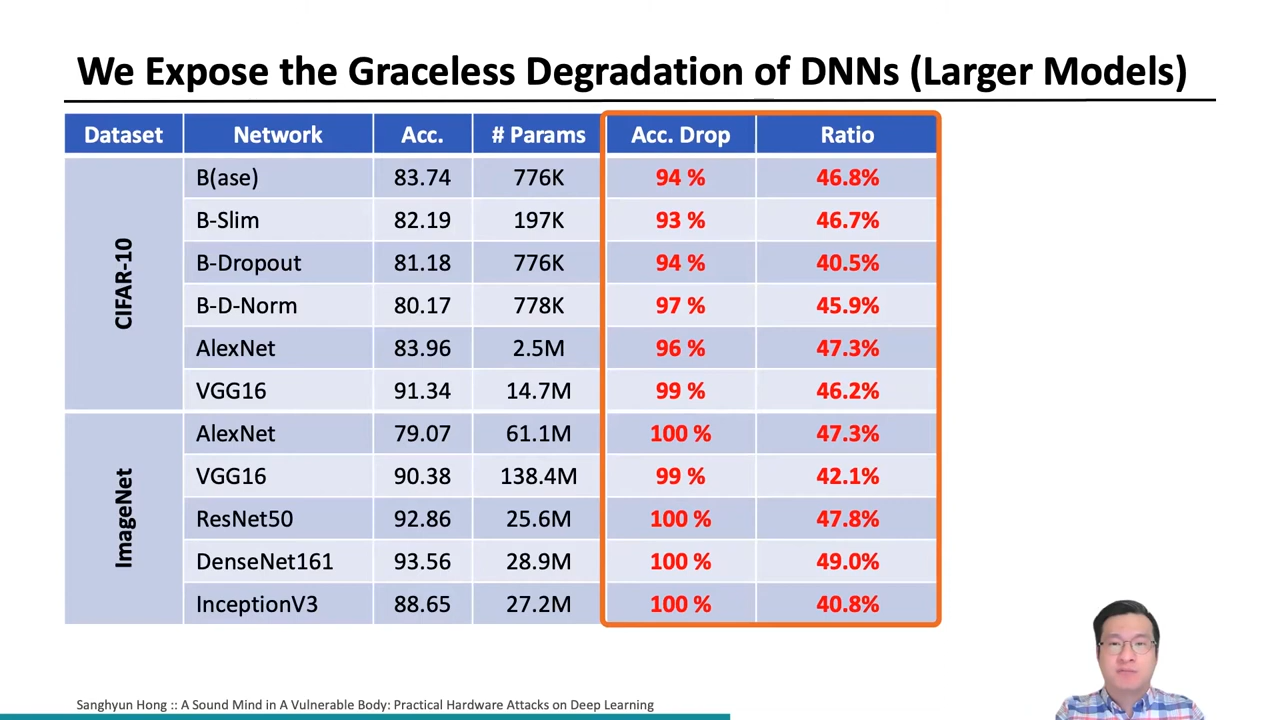 We Expose the Graceless Degradation of DNNs (Larger Models)
Dataset Network Acc. # Params Acc. Drop Ratio
CIFAR-10
B(ase) 83.74 776K 94 % 46.8%
B-Slim 82.19 197K 93 % 46.7%
B-Dropout 81.18 776K 94 % 40.5%
B-D-Norm 80.17 778K 97 % 45.9%
AlexNet 83.96 2.5M 96 % 47.3%
VGG16 91.34 14.7M 99 % 46.2%
ImageNet
AlexNet 79.07 61.1M 100 % 47.3%
VGG16 90.38 138.4M 99 % 42.1%
ResNet50 92.86 25.6M 100 % 47.8%
DenseNet161 93.56 28.9M 100 % 49.0%
InceptionV3 88.65 27.2M 100 % 40.8%
Sanghyun Hong :: A Sound Mind in A Vulnerable Body: Practical Hardware Attacks on Deep Learning